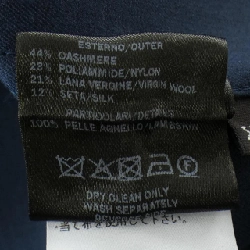 ESTERNO/OUTER
44% CASHMERE
23% POLIAMMIDE/NYLON
21% LANA VERGINE/VIRGIN WOOL
12% SETA/SILK
PARTICOLARI/DETAILS
100% PELLE AGNELLO/LAMBSKIN
DRY CLEAN ONLY
WASH SEPARATELY